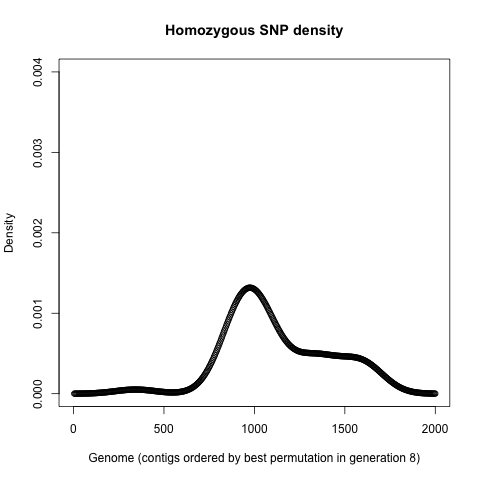 Homozygous SNP density
0.004
0.003
0.002
0.001
0.000
Density
0 500 1000 1500 2000
Genome (contigs ordered by best permutation in generation 8)